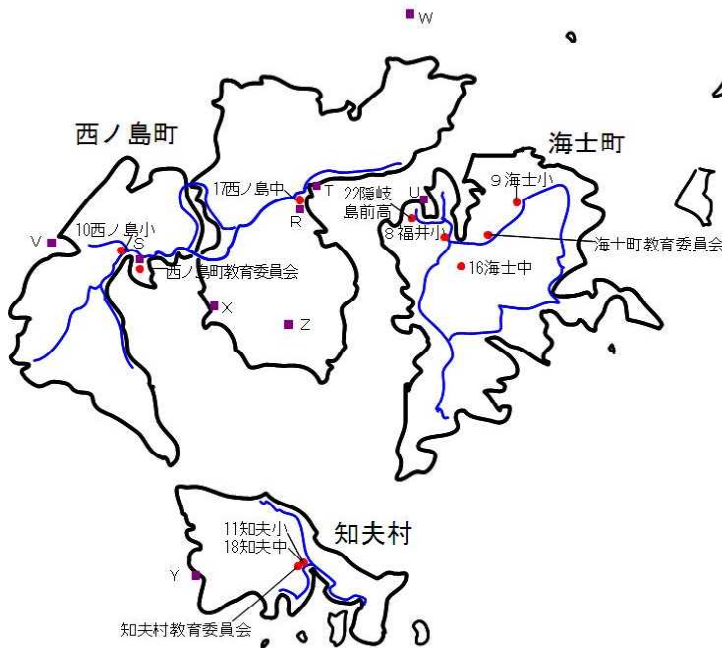 W
西ノ島町
海士町
17西ノ島中
T
R
22隠岐
島前高
U
9海士小
8福井小
海士町教育委員会
16海士中
10西ノ島小
V
S
西ノ島町教育委員会
X
Z
11知夫小
18知夫中
知夫村
Y
知夫村教育委員会